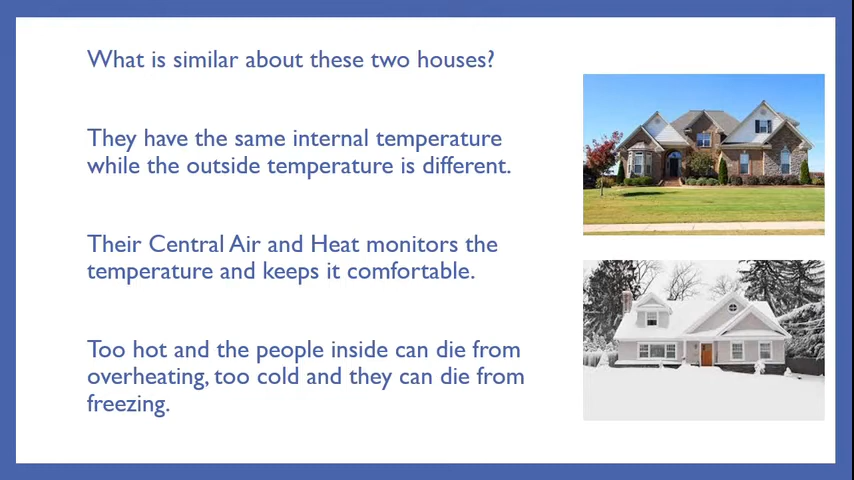 What is similar about these two houses?
They have the same internal temperature
while the outside temperature is different.
Their Central Air and Heat monitors the
temperature and keeps it comfortable.
Too hot and the people inside can die from
overheating, too cold and they can die from
freezing.